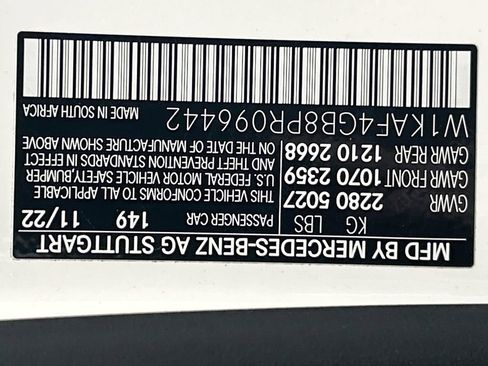 MFD BY MERCEDES-BENZ AG STUTTGART
KG LBS PASSENGER CAR
GVWR 2280 5027 149 11/22
GAWR FRONT 1070 2359
GAWR REAR 1210 2668
THIS VEHICLE CONFORMS TO ALL APPLICABLE
U.S. FEDERAL MOTOR VEHICLE SAFETY,BUMPER
AND THEFT PREVENTION STANDARDS IN EFFECT
ON THE DATE OF MANUFACTURE SHOWN ABOVE
W1KAF4GB8PR096442 MADE IN SOUTH AFRICA